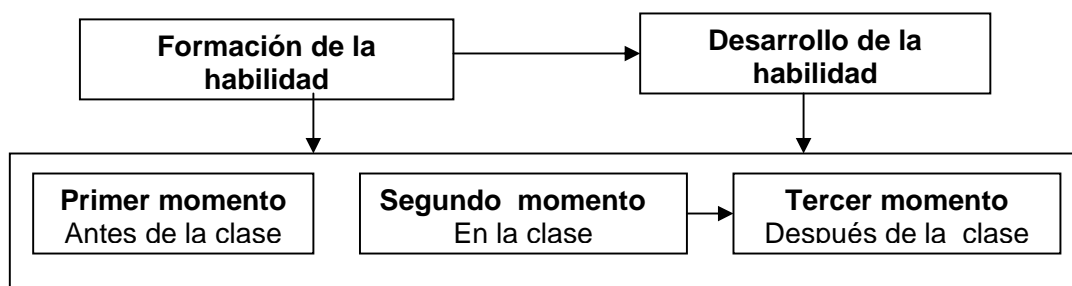 Formación de la
habilidad
Desarrollo de la
habilidad
Primer momento
Antes de la clase
Segundo momento
En la clase
Tercer momento
Después de la clase